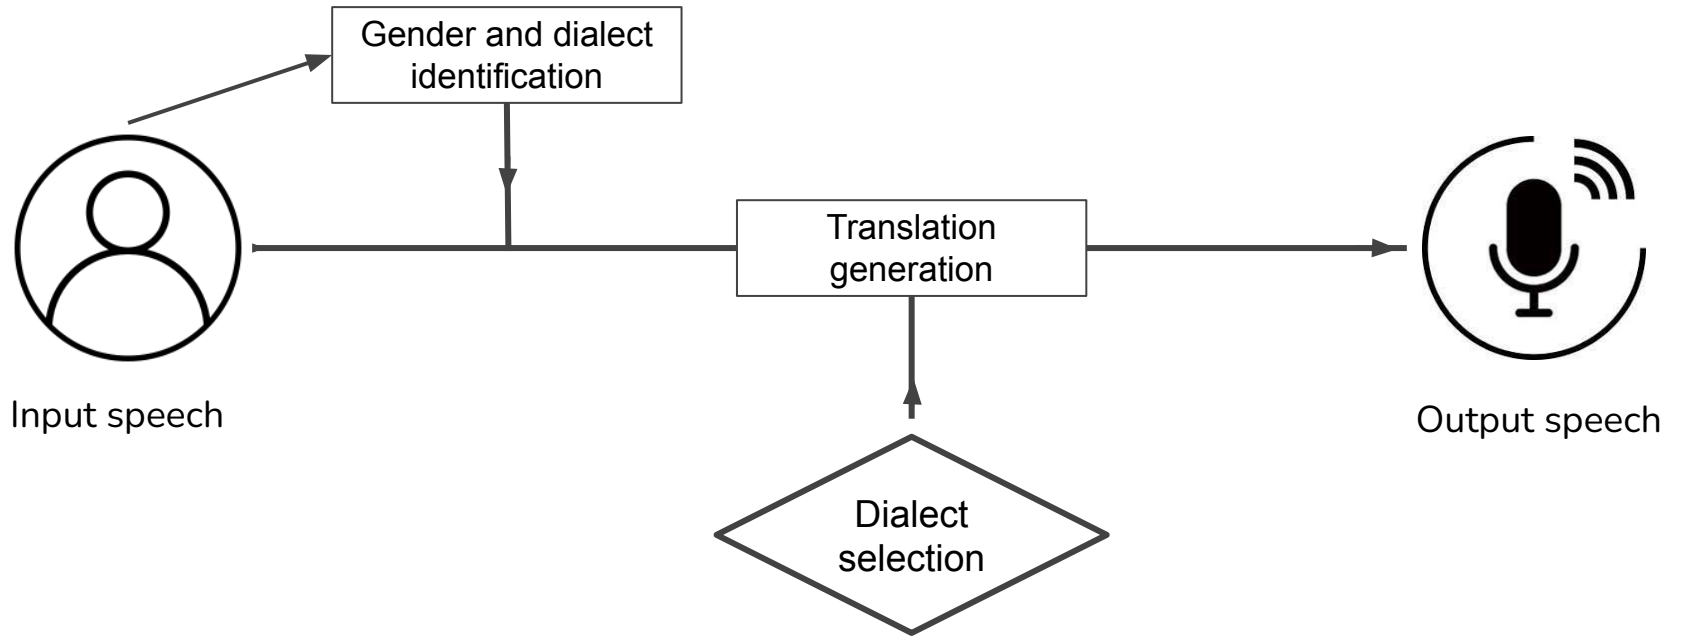 Gender and dialect
identification
Translation
generation
Input speech
Output speech
Dialect
selection